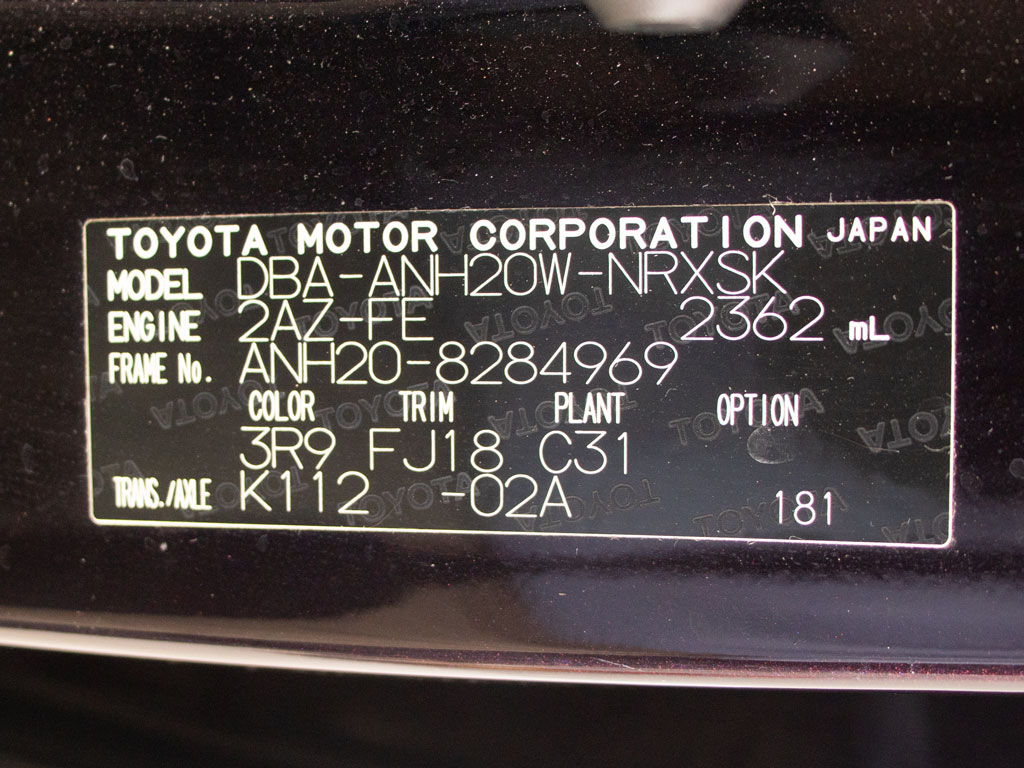 TOYOTA MOTOR CORPORATION JAPAN
MODEL DBA-ANH20W-NRXSK
ENGINE 2AZ-FE 2362 mL
FRAME No. ANH20-8284969
COLOR TRIM PLANT OPTION
3R9 FJ18 C31
TRANS./AXLE K112 -02A 181